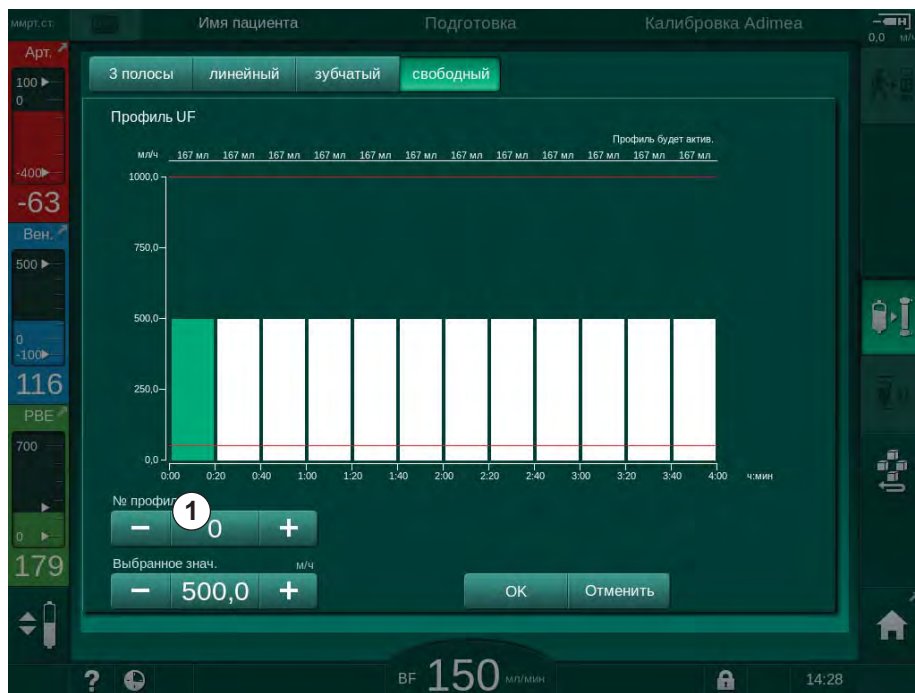 ммрт.ст. Имя пациента Подготовка Калибровка Adimea
0,0 м/
Арт.
100
0
-400
-63
Вен.
500
0
-100
116
PBE
700
0
179
3 полосы линейный зубчатый свободный
Профиль UF
Профиль будет актив.
мл/ч 167 мл 167 мл 167 мл 167 мл 167 мл 167 мл 167 мл 167 мл 167 мл 167 мл 167 мл 167 мл
1000,0
750,0
500,0
250,0
0,0
0:00 0:20 0:40 1:00 1:20 1:40 2:00 2:20 2:40 3:00 3:20 3:40 4:00 ч:мин
№ профил
1
− 0 +
Выбранное знач. м/ч
− 500,0 +
OK Отменить
? BF 150 мл/мин 14:28